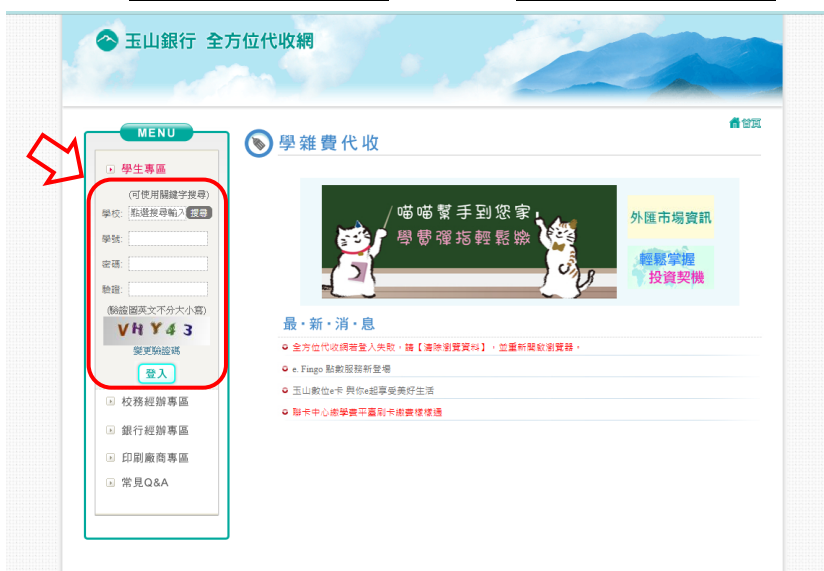 玉山銀行 全方位代收網
首頁
MENU
學生專區
(可使用關鍵字搜尋)
學校: 點選搜尋輸入 搜尋
學號:
密碼:
驗證:
(驗證圖英文不分大小寫)
VHY43
變更驗證碼
登入
校務經辦專區
銀行經辦專區
印刷廠商專區
常見Q&A
學雜費代收
喵喵幫手到您家
學費彈指輕鬆繳
外匯市場資訊
輕鬆掌握
投資契機
最・新・消・息
全方位代收網若登入失敗，請【清除瀏覽資料】，並重新開啟瀏覽器。
e. Fingo 點數服務新登場
玉山數位e卡 與你e起享受美好生活
聯卡中心繳學費平臺刷卡繳費樣樣通